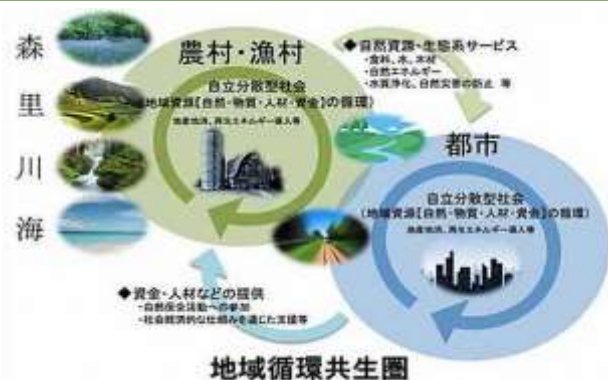 森
里
川
海
農村・漁村
自立分散型社会
(地域資源【自然・物質・人材・資金】の循環)
地産地消、再生エネルギー導入等
◆自然資源・生態系サービス
・食料、水、木材
・自然エネルギー
・水質浄化、自然災害の防止 等
都市
自立分散型社会
(地域資源【自然・物質・人材・資金】の循環)
地産地消、再生エネルギー導入等
◆資金・人材などの提供
・自然保全活動への参加
・社会経済的な仕組みを通じた支援等
地域循環共生圏